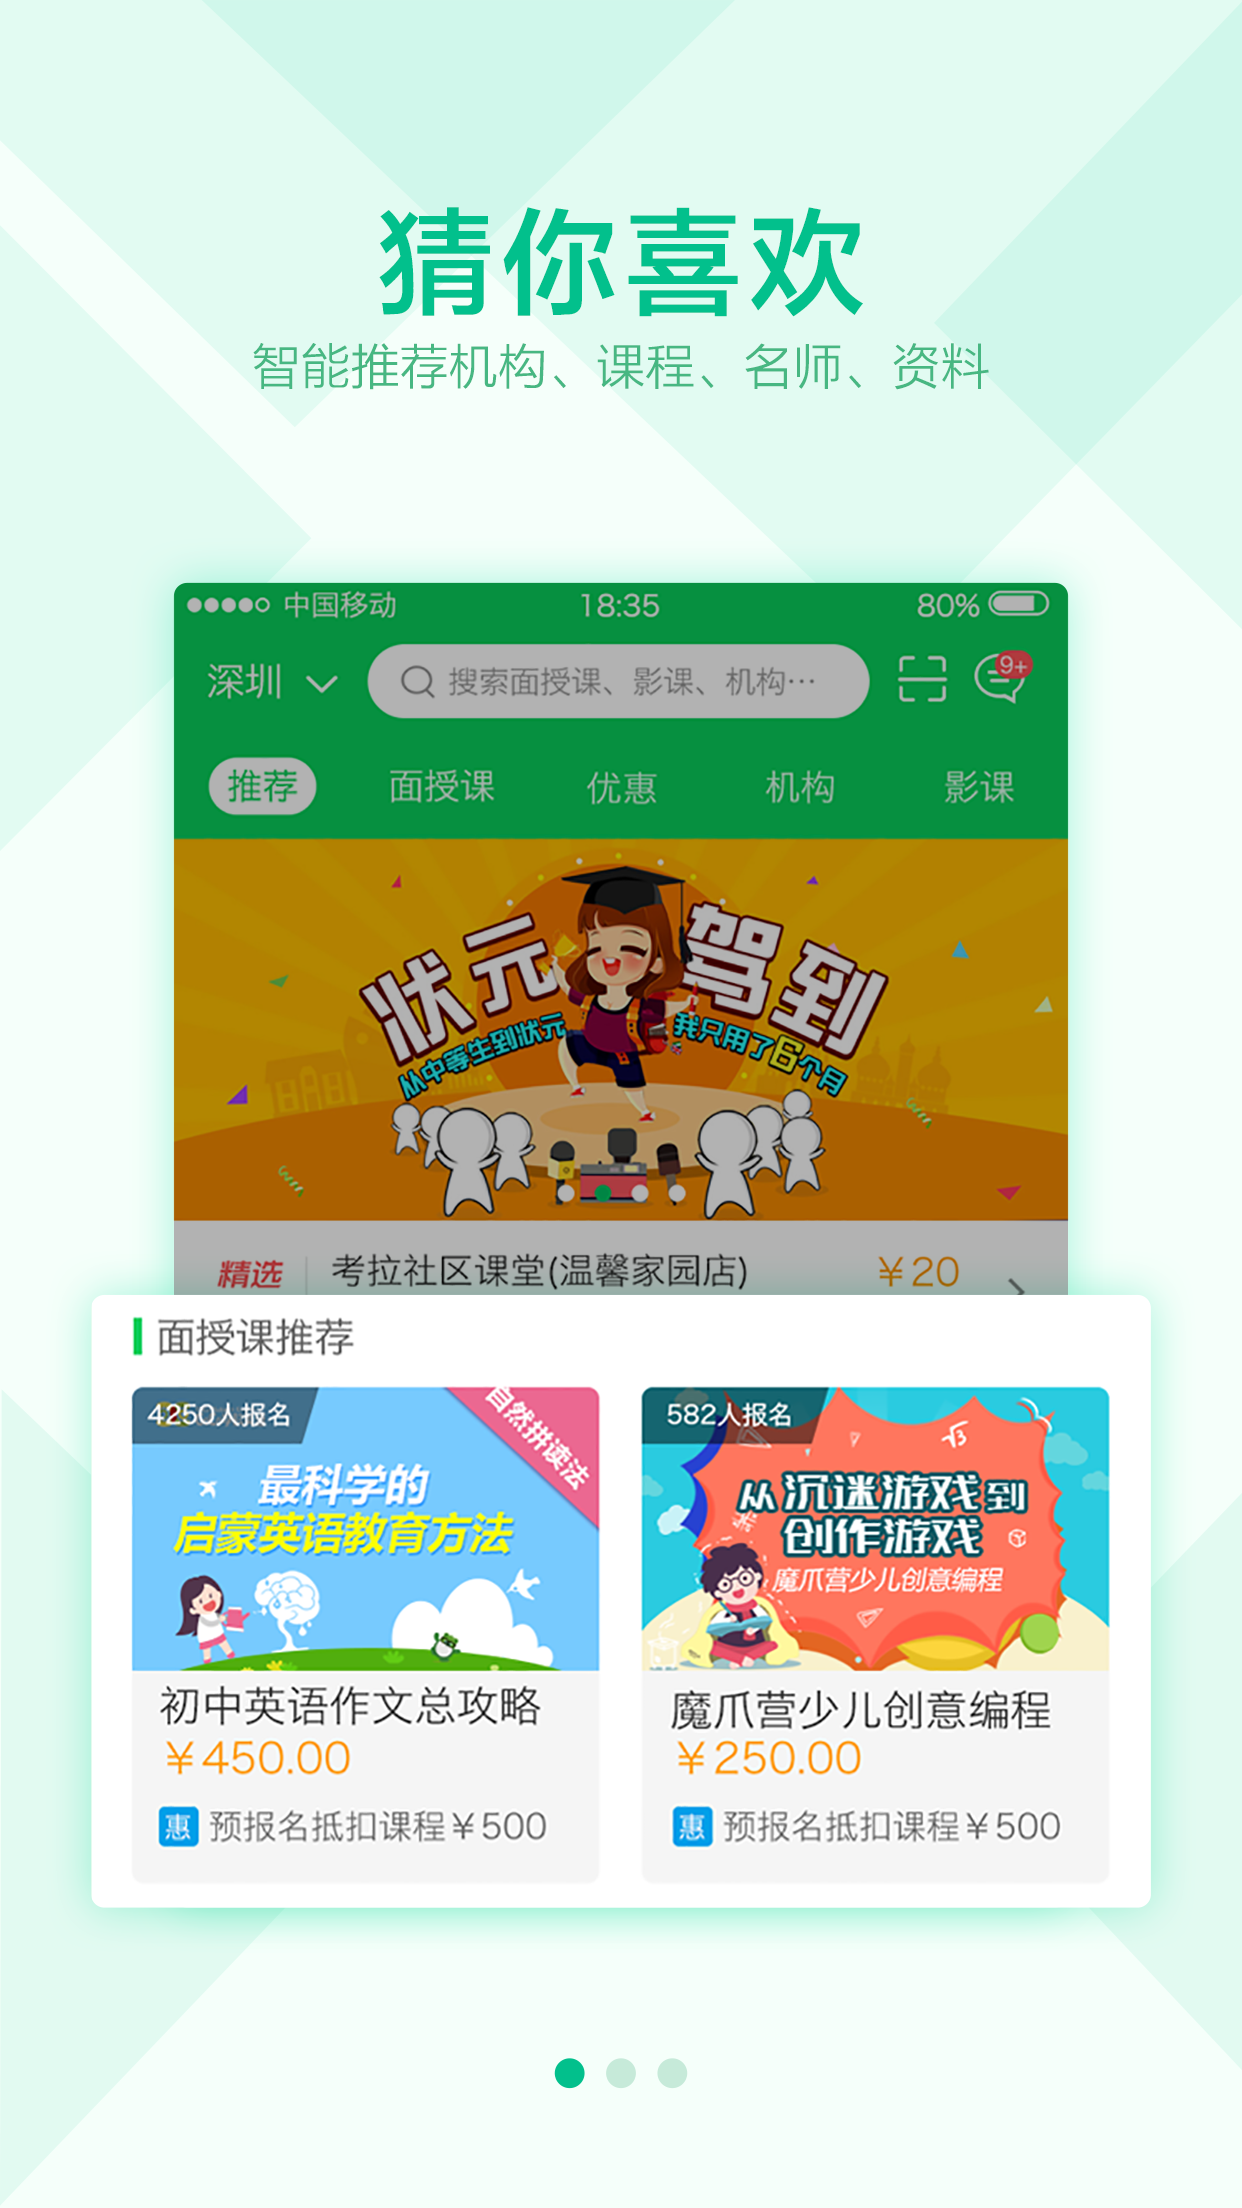 猜你喜欢
智能推荐机构、课程、名师、资料
中国移动 18:35 80%
深圳 搜索面授课、影课、机构… 9+
推荐 面授课 优惠 机构 影课
状元驾到
从中等生到状元 我只用了6个月
精选 考拉社区课堂(温馨家园店) ￥20
面授课推荐
4250人报名
自然拼读法
最科学的
启蒙英语教育方法
初中英语作文总攻略
￥450.00
惠 预报名抵扣课程￥500
582人报名
√3
从沉迷游戏到
创作游戏
魔爪营少儿创意编程
魔爪营少儿创意编程
￥250.00
惠 预报名抵扣课程￥500